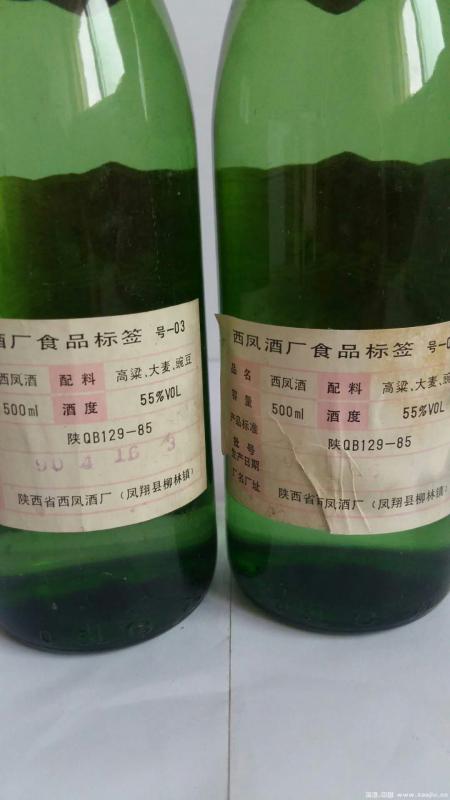 酒厂食品标签 号-03
西凤酒 配料 高粱、大麦、豌豆
500ml 酒度 55%VOL
陕QB129-85
90 4 16 3
陕西省西凤酒厂（凤翔县柳林镇）
西凤酒厂食品标签 号-0
品名 西凤酒 配料 高粱、大麦、豌
容量 500ml 酒度 55%VOL
产品标准 陕QB129-85
批号
生产日期
厂名厂址 陕西省西凤酒厂（凤翔县柳林镇